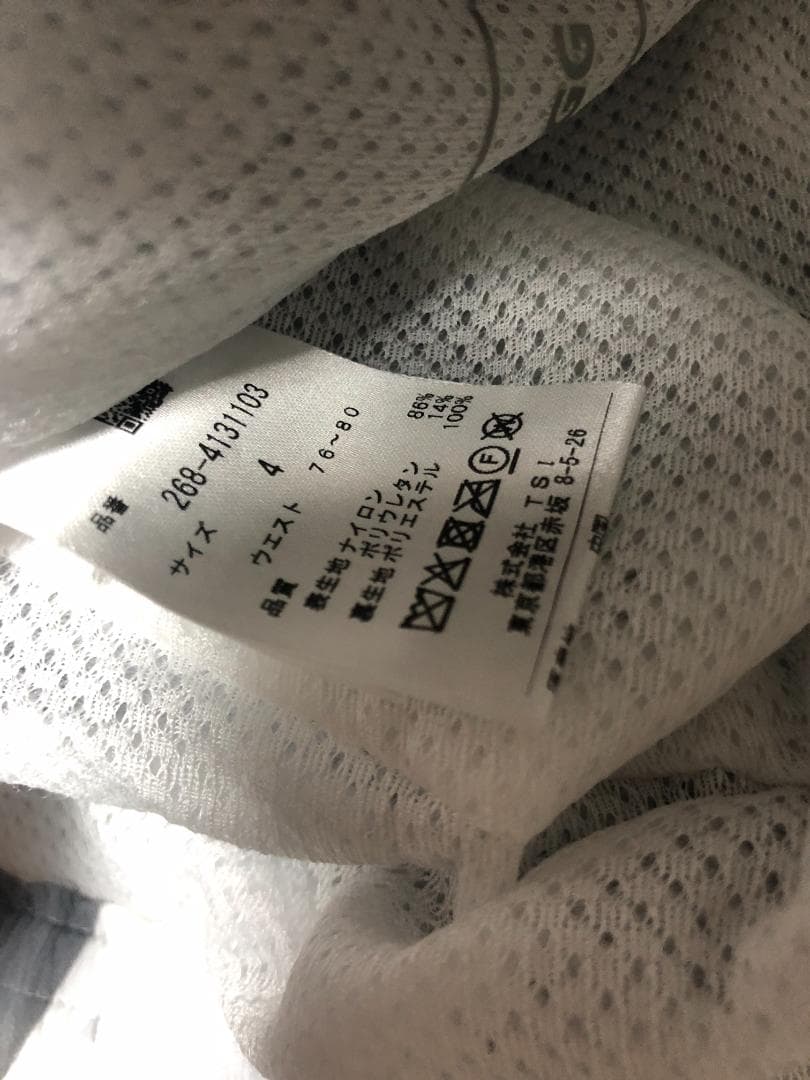 GG
品番
268-4131103
サイズ
4
ウエスト
76~80
品質
表生地 ナイロン 86%
ポリウレタン 14%
裏生地 ポリエステル 100%
F
株式会社 TSI
東京都港区赤坂 8-5-26